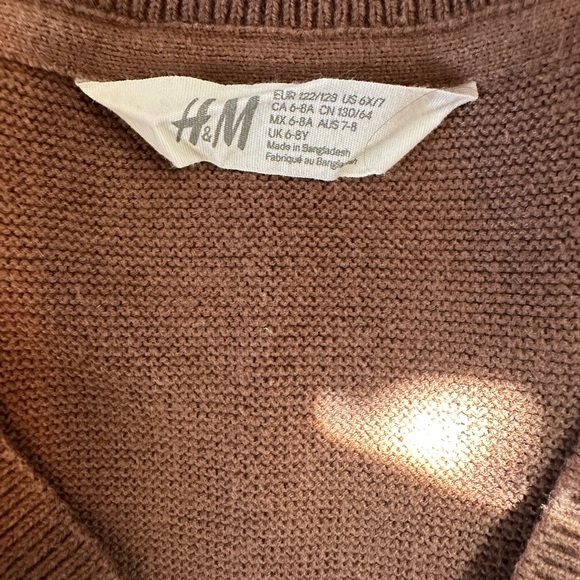 H&M
EUR 122/128 US 6X/7
CA 6-8A CN 130/64
MX 6-8A AUS 7-8
UK 6-8Y
Made in Bangladesh
Fabriqué au Bangladesh